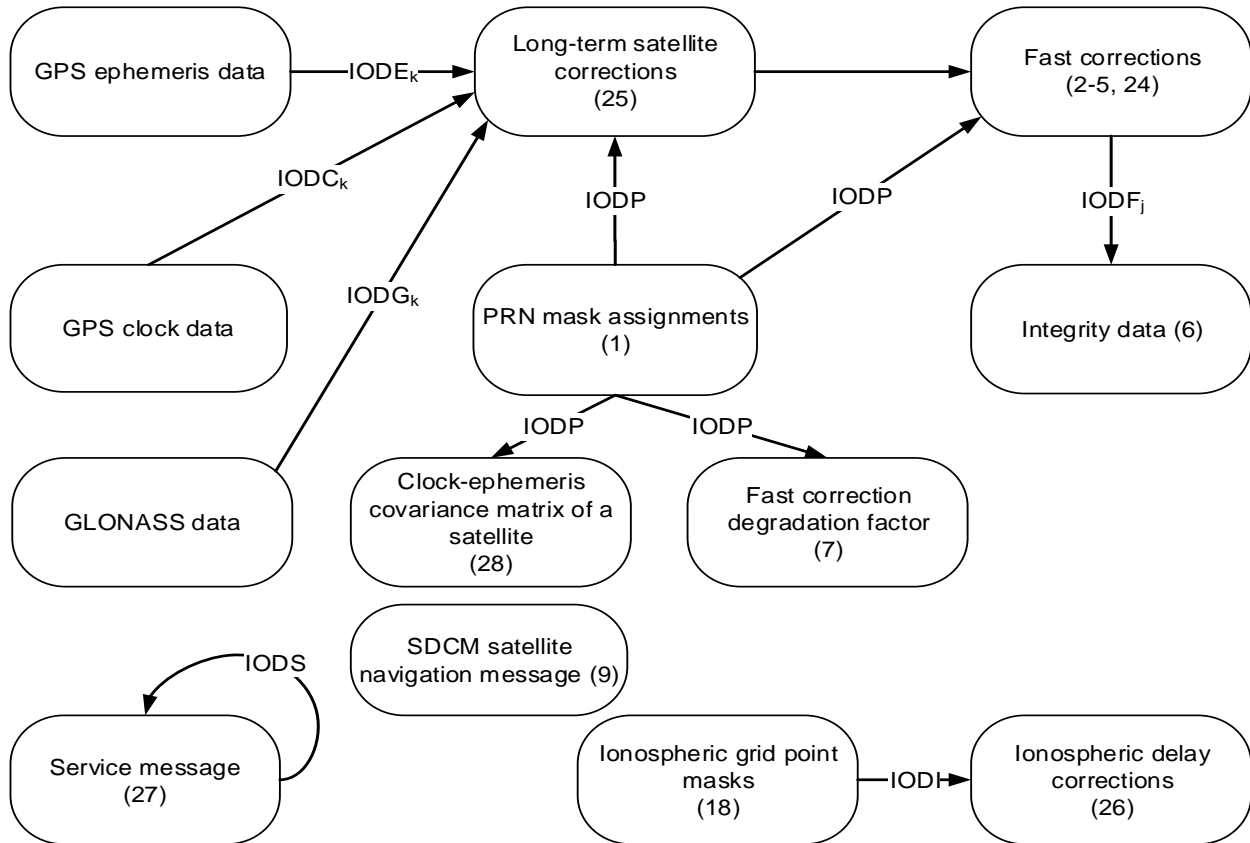 GPS ephemeris data
IODEk
Long-term satellite
corrections
(25)
Fast corrections
(2-5, 24)
IODCk
IODP
IODP
IODFj
GPS clock data
IODGk
PRN mask assignments
(1)
Integrity data (6)
IODP
IODP
GLONASS data
Clock-ephemeris
covariance matrix of a
satellite
(28)
Fast correction
degradation factor
(7)
SDCM satellite
navigation message (9)
IODS
Service message
(27)
Ionospheric grid point
masks
(18)
IODI
Ionospheric delay
corrections
(26)